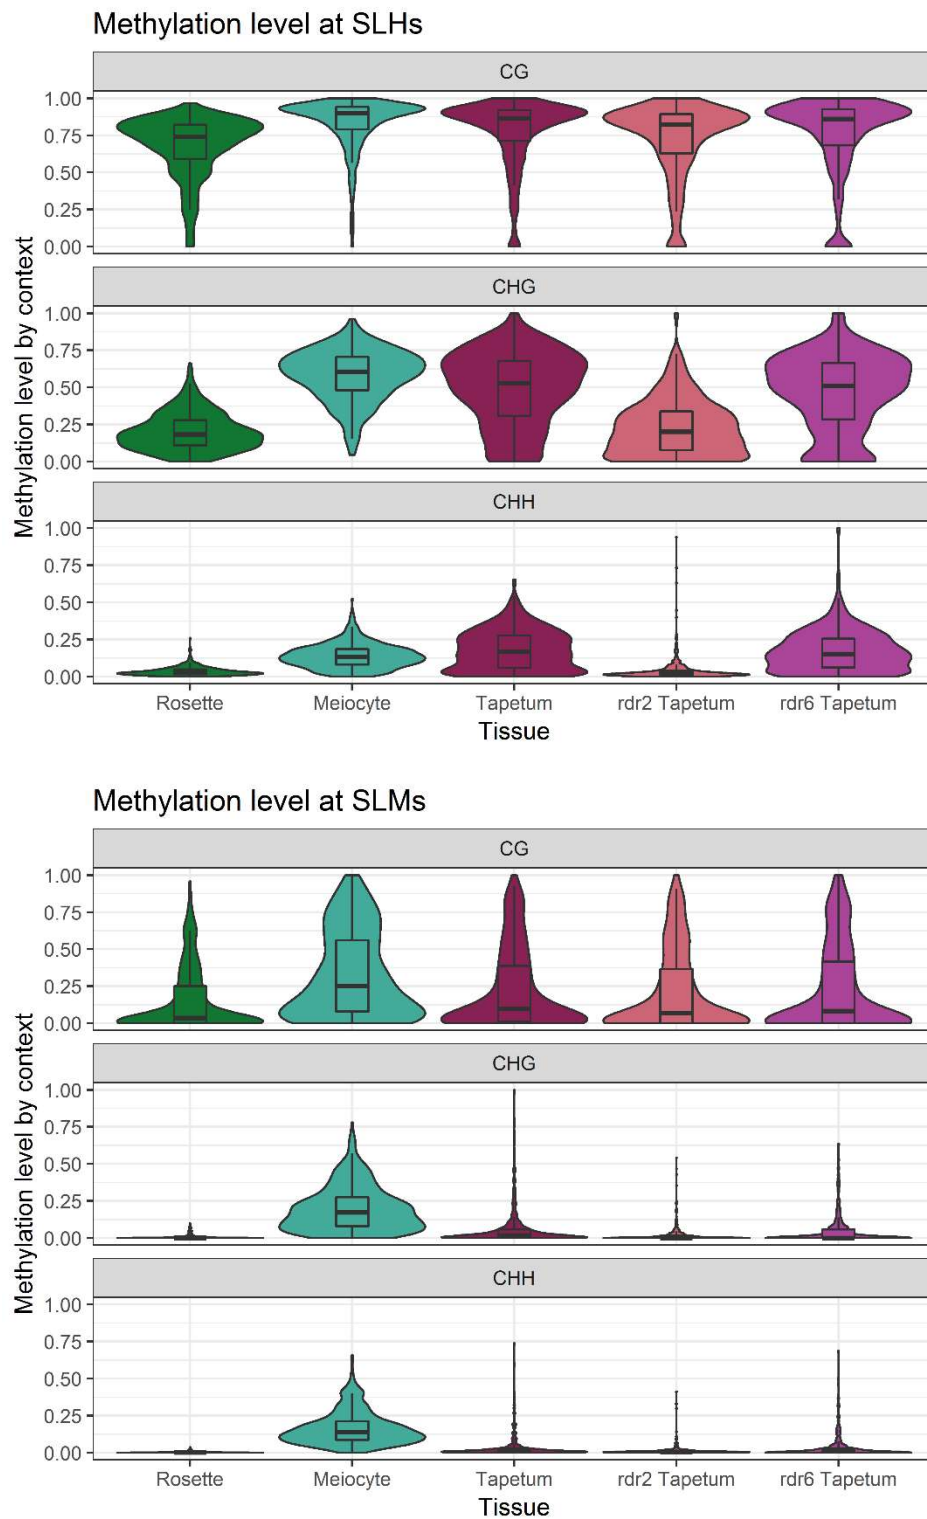 Methylation level at SLHs
CG
1.00
0.75
0.50
0.25
0.00
CHG
1.00
0.75
0.50
0.25
0.00
CHH
1.00
0.75
0.50
0.25
0.00
Methylation level by context
Rosette Meiocyte Tapetum rdr2 Tapetum rdr6 Tapetum
Tissue
Methylation level at SLMs
CG
1.00
0.75
0.50
0.25
0.00
CHG
1.00
0.75
0.50
0.25
0.00
CHH
1.00
0.75
0.50
0.25
0.00
Methylation level by context
Rosette Meiocyte Tapetum rdr2 Tapetum rdr6 Tapetum
Tissue